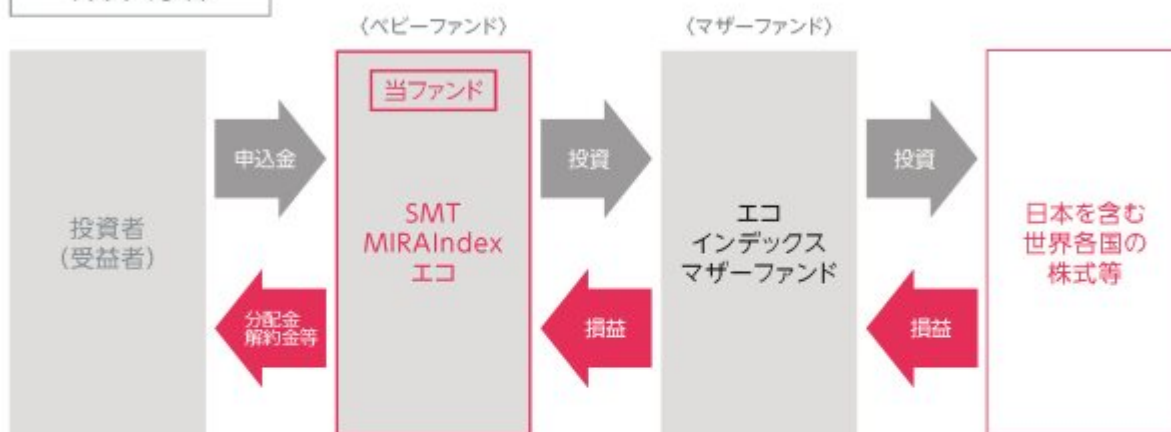 〈ベビーファンド〉
〈マザーファンド〉
当ファンド
申込金
投資
投資
投資者
(受益者)
SMT
MIRAIndex
エコ
エコ
インデックス
マザーファンド
日本を含む
世界各国の
株式等
分配金
解約金等
損益
損益